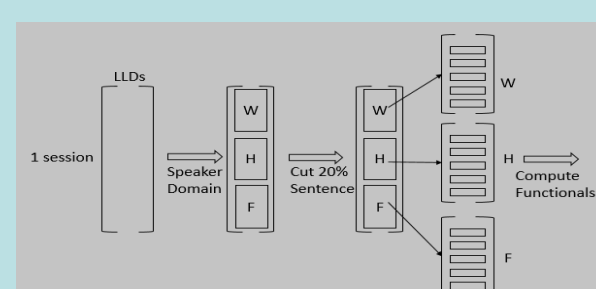 LLDs
1 session
Speaker
Domain
W
H
F
Cut 20%
Sentence
W
H
F
W
H
F
Compute
Functionals